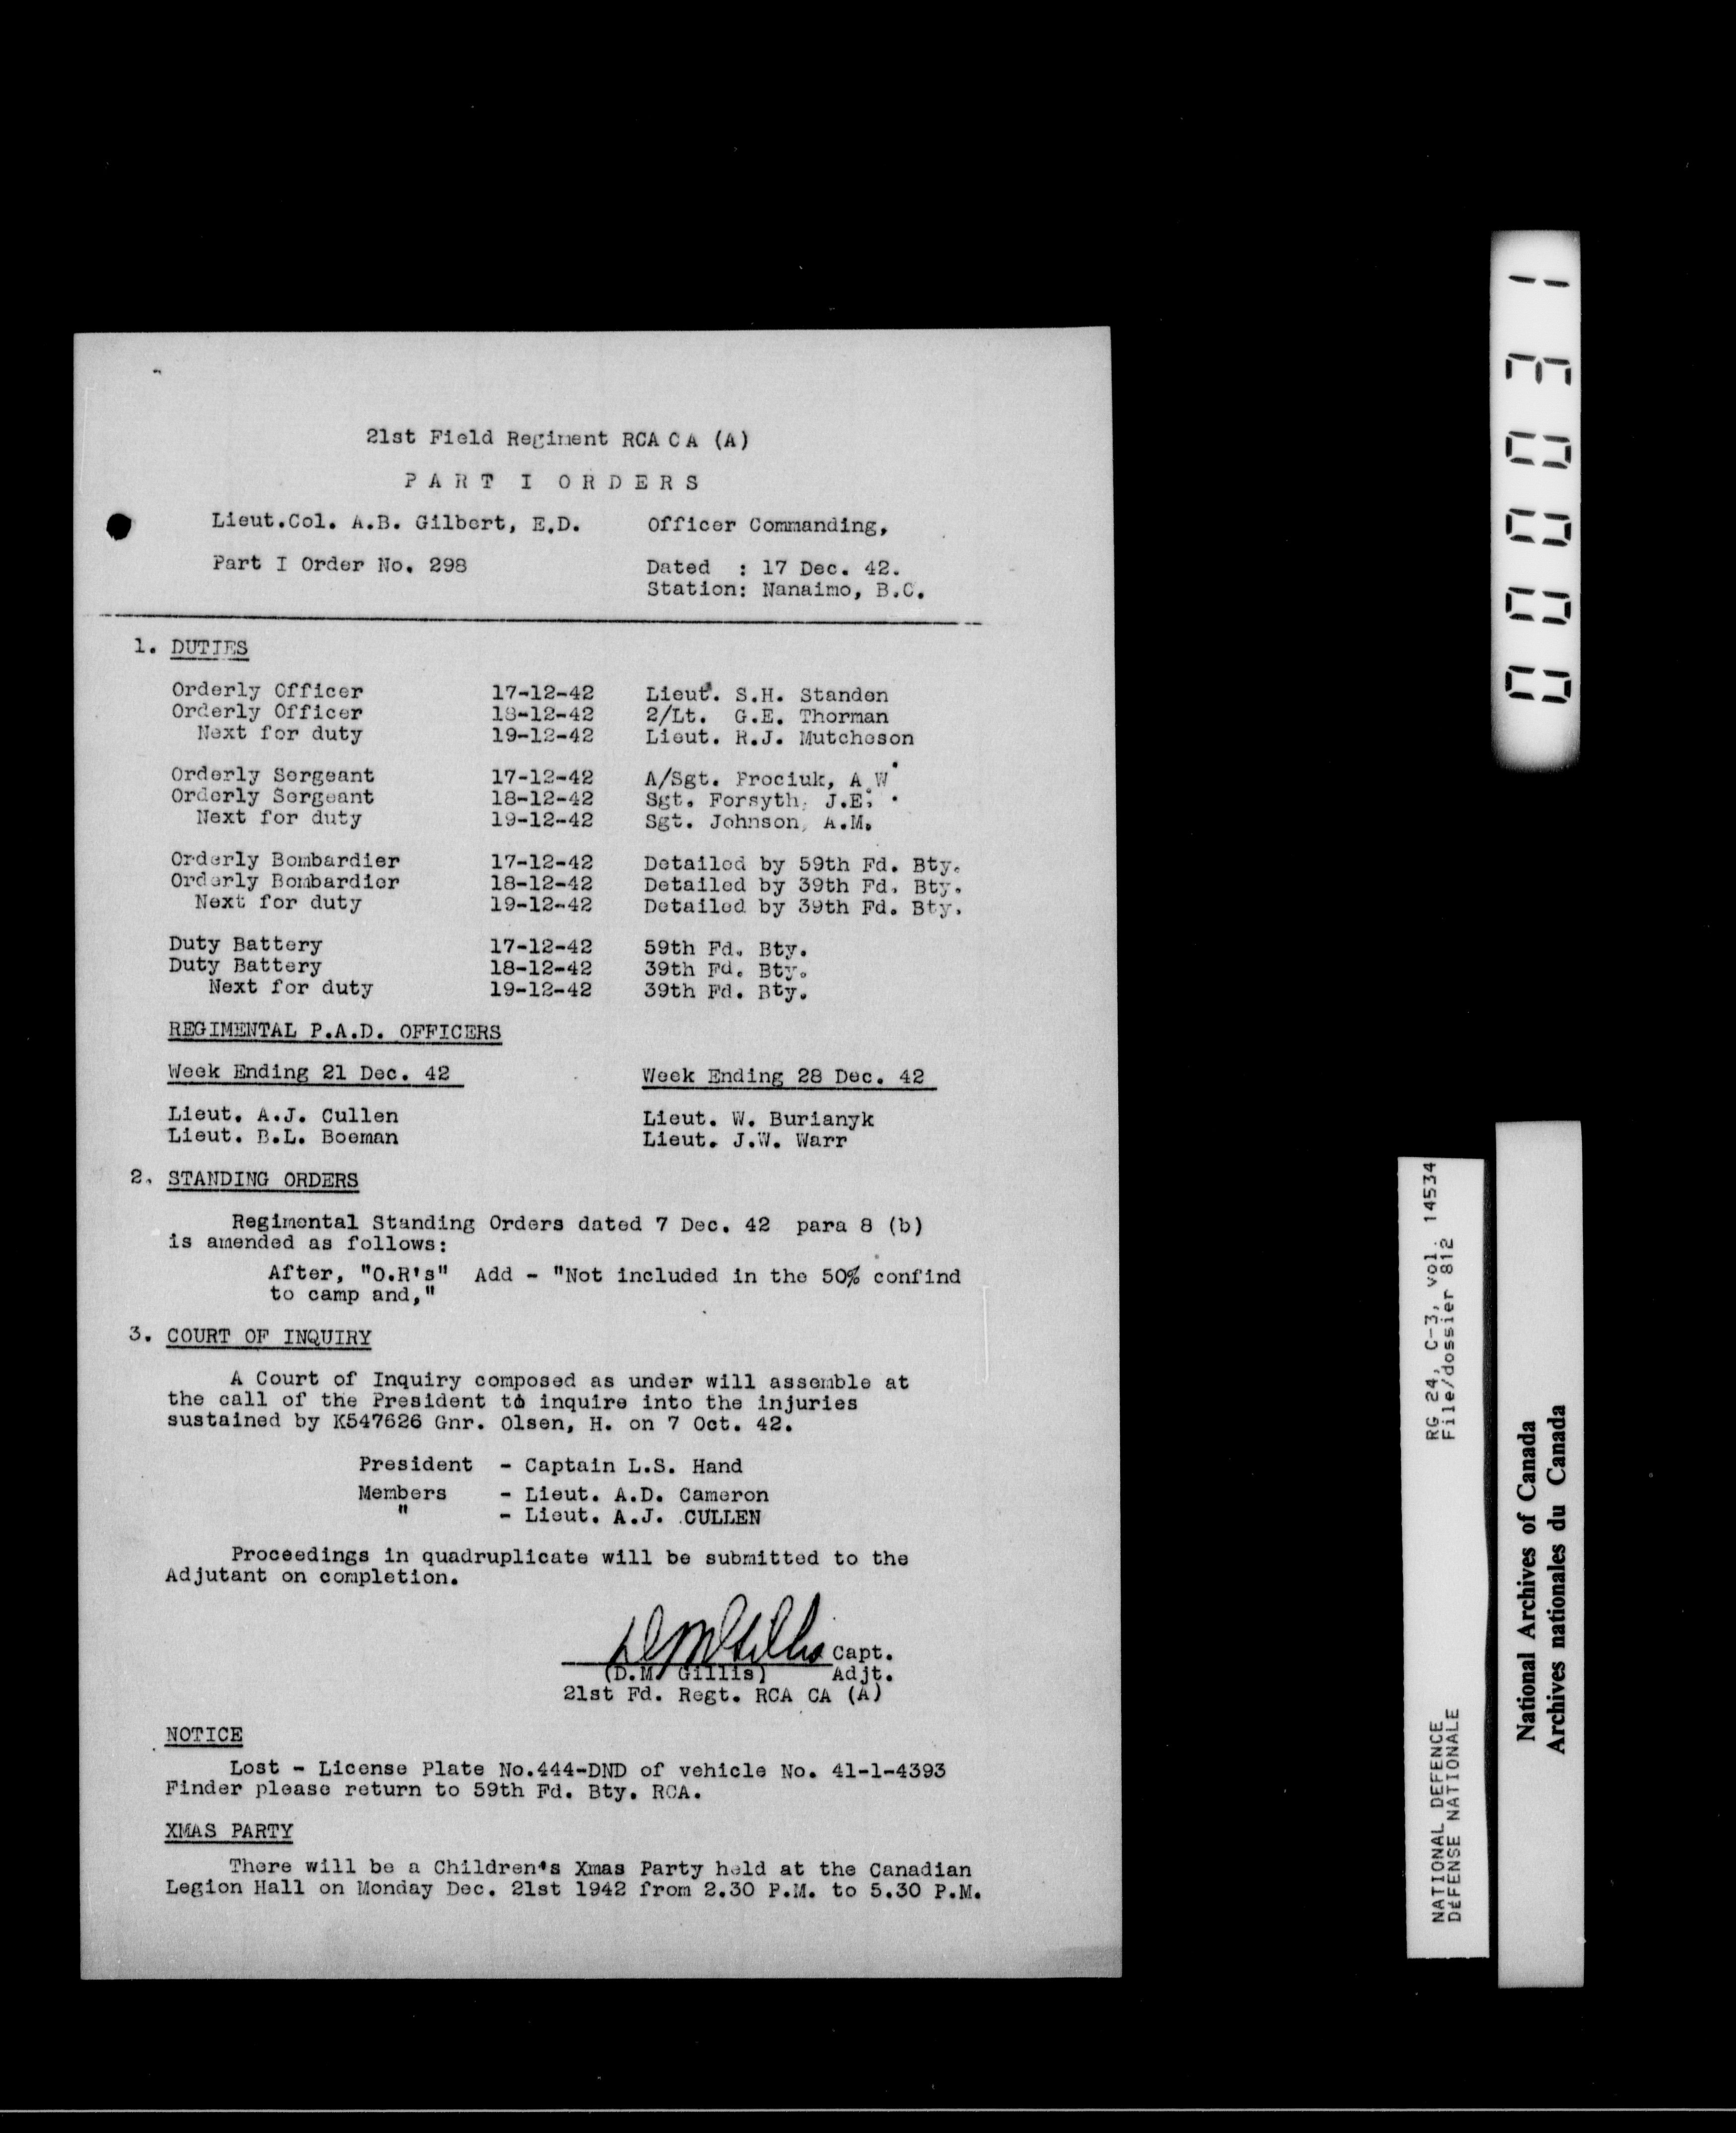 21st Field Regiment RCA CA (A)
PART I ORDERS
Lieut.Col. A.B. Gilbert, E.D. Officer Commanding,
Part I Order No. 298 Dated : 17 Dec. 42.
Station: Nanaimo, B.C.
1. DUTIES
Orderly Officer 17-12-42 Lieut. S.H. Standen
Orderly Officer 18-12-42 2/Lt. G.E. Thorman
Next for duty 19-12-42 Lieut. R.J. Mutcheson
Orderly Sergeant 17-12-42 A/Sgt. Prociuk, A.W
Orderly Sergeant 18-12-42 Sgt. Forsyth, J.E.
Next for duty 19-12-42 Sgt. Johnson, A.M.
Orderly Bombardier 17-12-42 Detailed by 59th Fd. Bty.
Orderly Bombardier 18-12-42 Detailed by 39th Fd. Bty.
Next for duty 19-12-42 Detailed by 39th Fd. Bty.
Duty Battery 17-12-42 59th Fd. Bty.
Duty Battery 18-12-42 39th Fd. Bty.
Next for duty 19-12-42 39th Fd. Bty.
REGIMENTAL P.A.D. OFFICERS
Week Ending 21 Dec. 42 Week Ending 28 Dec. 42
Lieut. A.J. Cullen Lieut. W. Burianyk
Lieut. B.L. Boeman Lieut. J.W. Warr
2. STANDING ORDERS
Regimental Standing Orders dated 7 Dec. 42 para 8 (b)
is amended as follows:
After, "O.R's" Add - "Not included in the 50% confind
to camp and,"
3. COURT OF INQUIRY
A Court of Inquiry composed as under will assemble at
the call of the President to inquire into the injuries
sustained by K547626 Gnr. Olsen, H. on 7 Oct. 42.
President - Captain L.S. Hand
Members - Lieut. A.D. Cameron
" - Lieut. A.J. CULLEN
Proceedings in quadruplicate will be submitted to the
Adjutant on completion.
DMGillis Capt.
(D.M. Gillis) Adjt.
21st Fd. Regt. RCA CA (A)
NOTICE
Lost - License Plate No.444-DND of vehicle No. 41-1-4393
Finder please return to 59th Fd. Bty. RCA.
XMAS PARTY
There will be a Children's Xmas Party held at the Canadian
Legion Hall on Monday Dec. 21st 1942 from 2.30 P.M. to 5.30 P.M.
000031
NATIONAL DEFENCE RG 24, C-3, vol. 14534
DéFENSE NATIONALE File/dossier 812
National Archives of Canada
Archives nationales du Canada